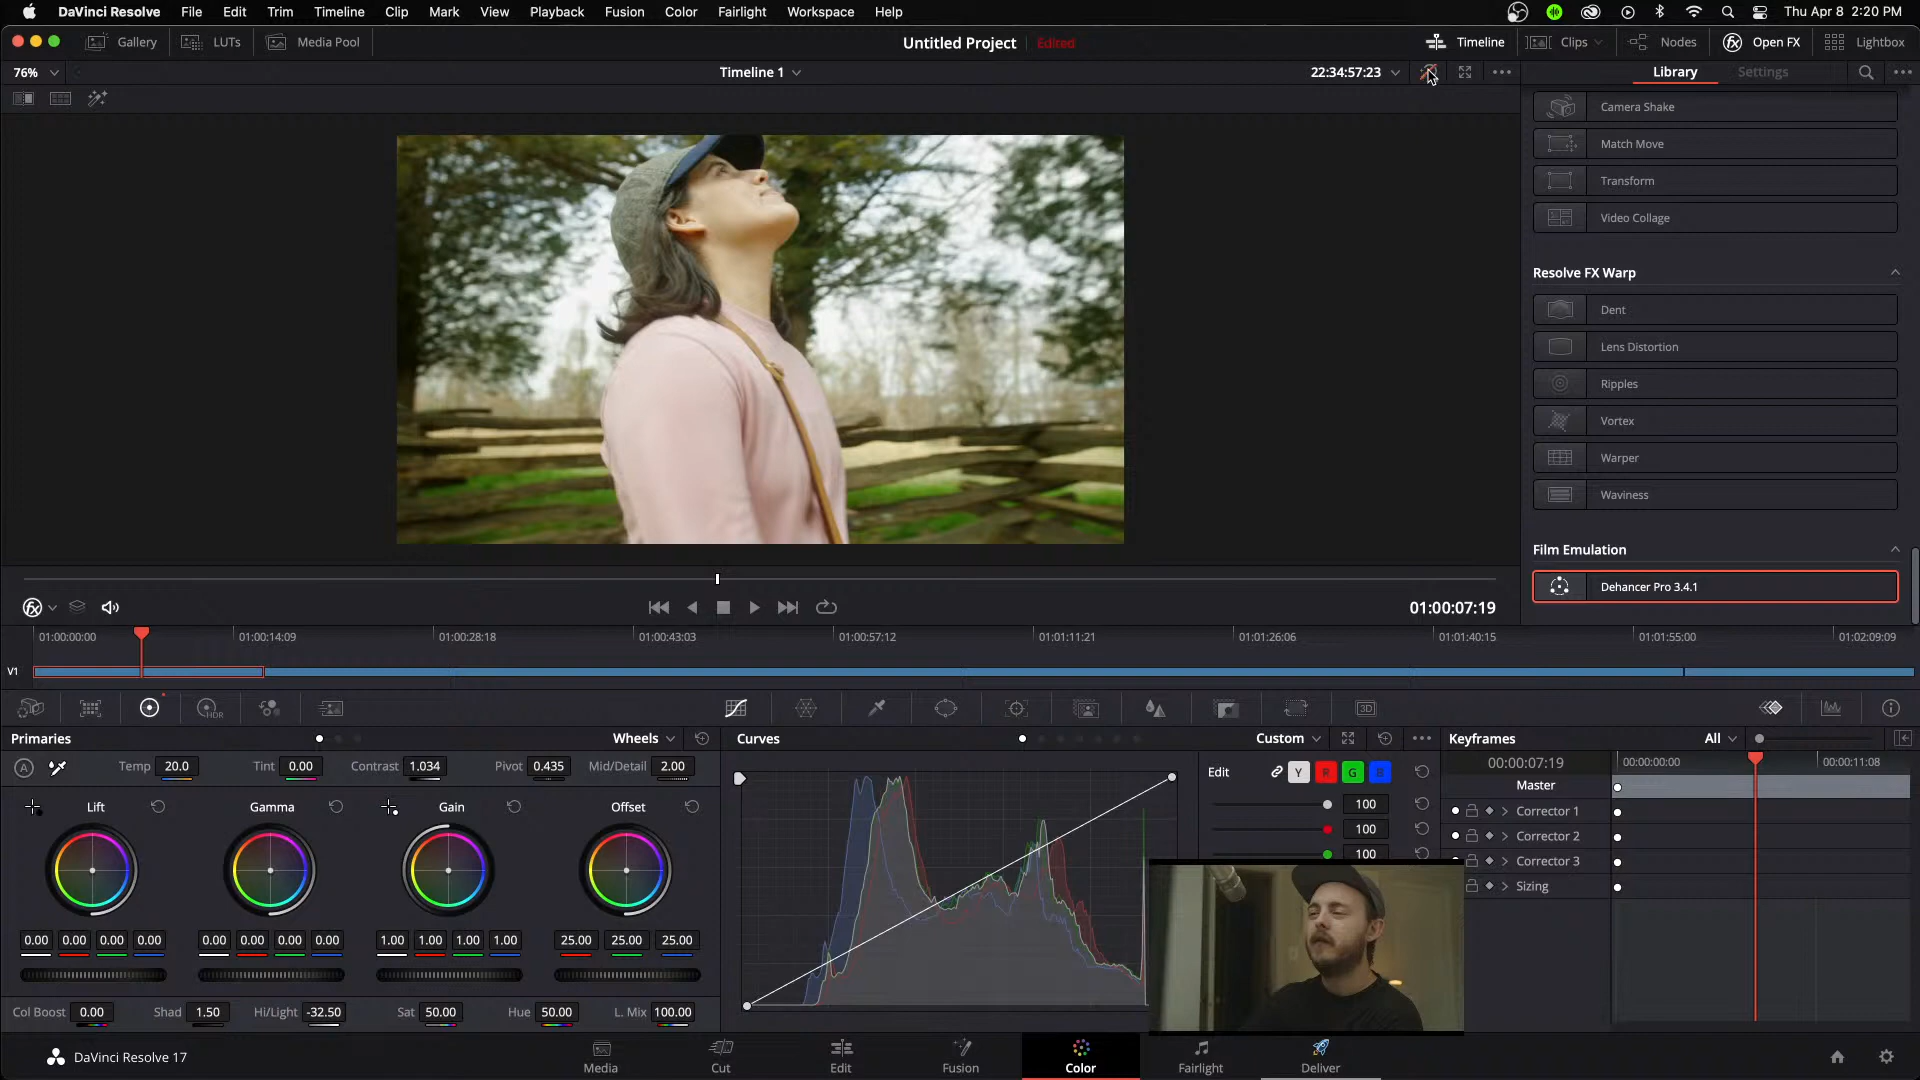 DaVinci Resolve File Edit Trim Timeline Clip Mark View Playback Fusion Color Fairlight Workspace Help Thu Apr 8 2:20 PM
Gallery LUTs Media Pool Untitled Project Edited Timeline Clips Nodes Open FX Lightbox
76% Timeline 1 22:34:57:23 Library Settings
Camera Shake
Match Move
Transform
Video Collage
Resolve FX Warp
Dent
Lens Distortion
Ripples
Vortex
Warper
Waviness
Film Emulation
Dehancer Pro 3.4.1
01:00:07:19
01:00:00:00 01:00:14:09 01:00:28:18 01:00:43:03 01:00:57:12 01:01:11:21 01:01:26:06 01:01:40:15 01:01:55:00 01:02:09:09
V1
HDR 3D
Primaries Wheels Curves Custom Keyframes All
Temp 20.0 Tint 0.00 Contrast 1.034 Pivot 0.435 Mid/Detail 2.00 Edit Y R G B 00:00:07:19 00:00:00:00 00:00:11:08
Master
Lift Gamma Gain Offset 100 Corrector 1
100 Corrector 2
100 Corrector 3
Sizing
0.00 0.00 0.00 0.00 0.00 0.00 0.00 0.00 1.00 1.00 1.00 1.00 25.00 25.00 25.00
Col Boost 0.00 Shad 1.50 Hi/Light -32.50 Sat 50.00 Hue 50.00 L. Mix 100.00
DaVinci Resolve 17 Media Cut Edit Fusion Color Fairlight Deliver